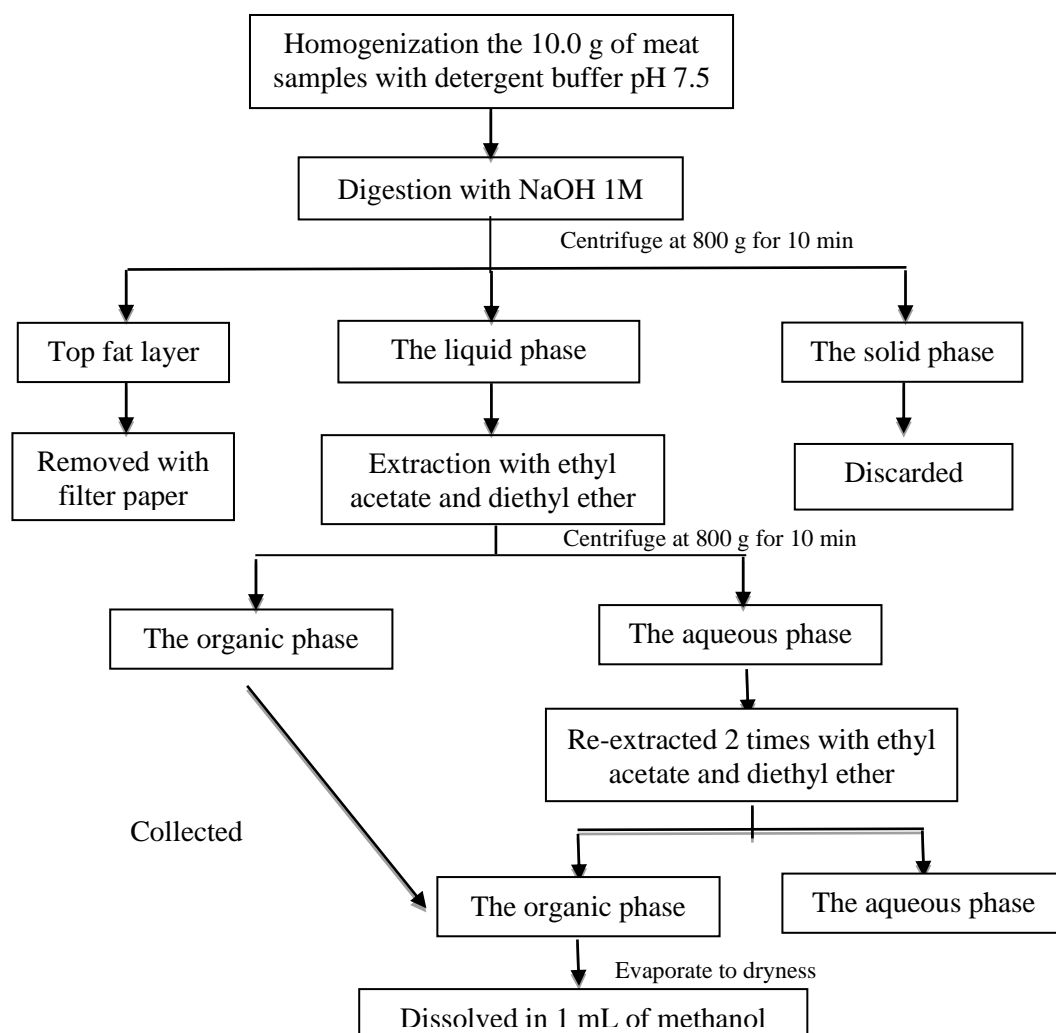 Homogenization the 10.0 g of meat
samples with detergent buffer pH 7.5
Digestion with NaOH 1M
Centrifuge at 800 g for 10 min
Top fat layer
The liquid phase
The solid phase
Removed with
filter paper
Extraction with ethyl
acetate and diethyl ether
Discarded
Centrifuge at 800 g for 10 min
The organic phase
The aqueous phase
Re-extracted 2 times with ethyl
acetate and diethyl ether
Collected
The organic phase
The aqueous phase
Evaporate to dryness
Dissolved in 1 mL of methanol